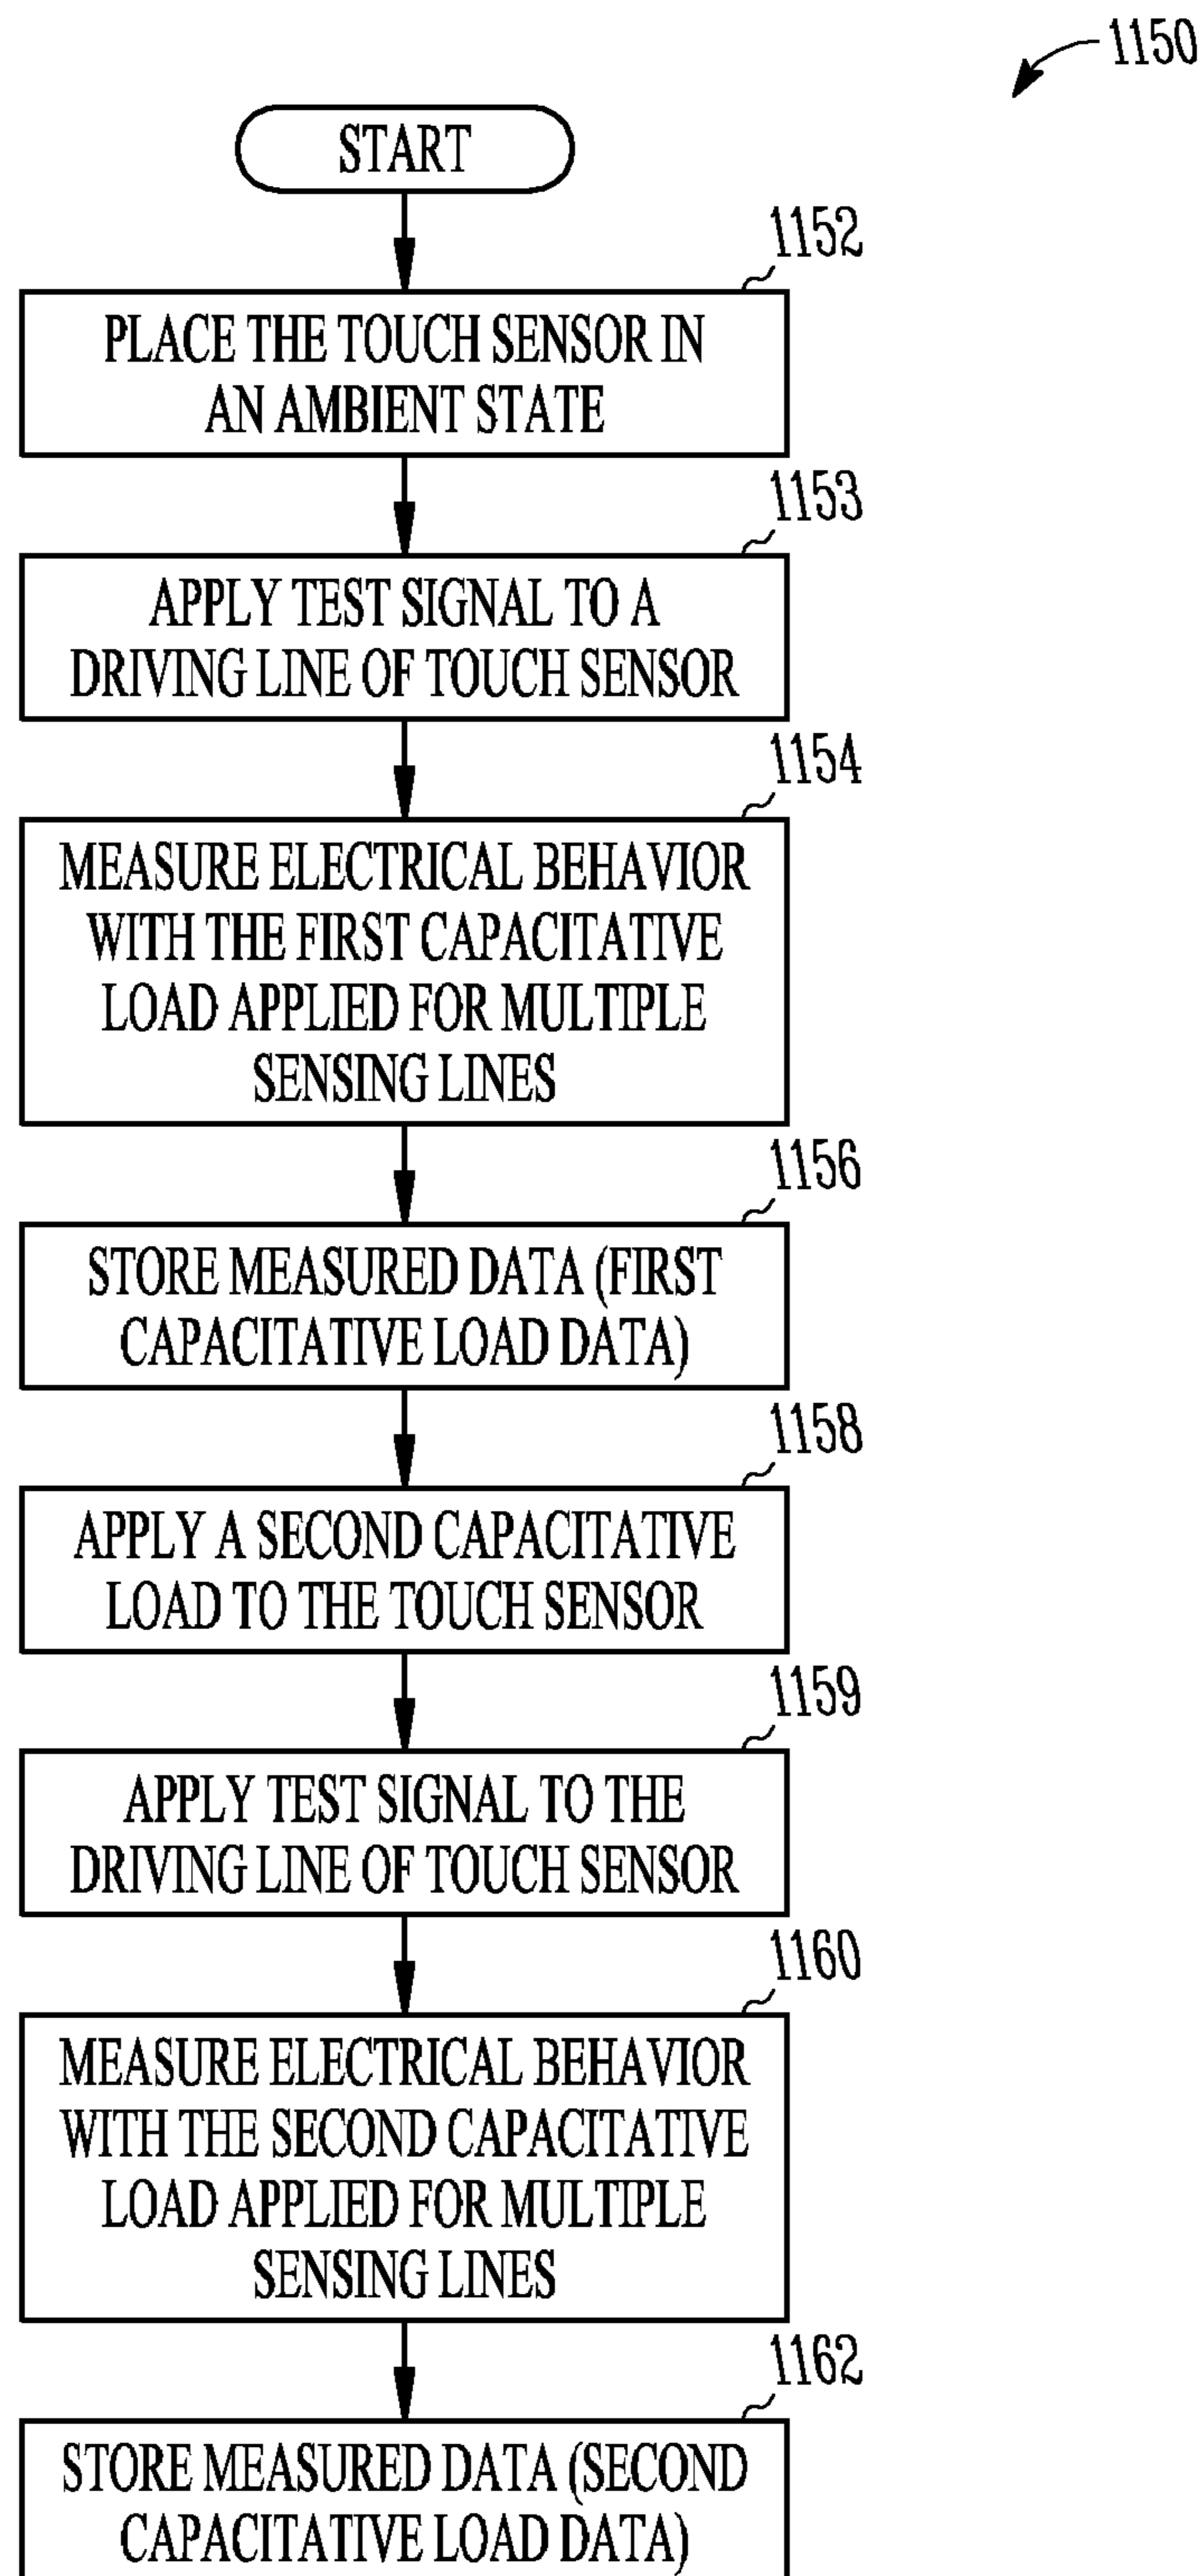 1150
START
1152
PLACE THE TOUCH SENSOR IN
AN AMBIENT STATE
1153
APPLY TEST SIGNAL TO A
DRIVING LINE OF TOUCH SENSOR
1154
MEASURE ELECTRICAL BEHAVIOR
WITH THE FIRST CAPACITATIVE
LOAD APPLIED FOR MULTIPLE
SENSING LINES
1156
STORE MEASURED DATA (FIRST
CAPACITATIVE LOAD DATA)
1158
APPLY A SECOND CAPACITATIVE
LOAD TO THE TOUCH SENSOR
1159
APPLY TEST SIGNAL TO THE
DRIVING LINE OF TOUCH SENSOR
1160
MEASURE ELECTRICAL BEHAVIOR
WITH THE SECOND CAPACITATIVE
LOAD APPLIED FOR MULTIPLE
SENSING LINES
1162
STORE MEASURED DATA (SECOND
CAPACITATIVE LOAD DATA)